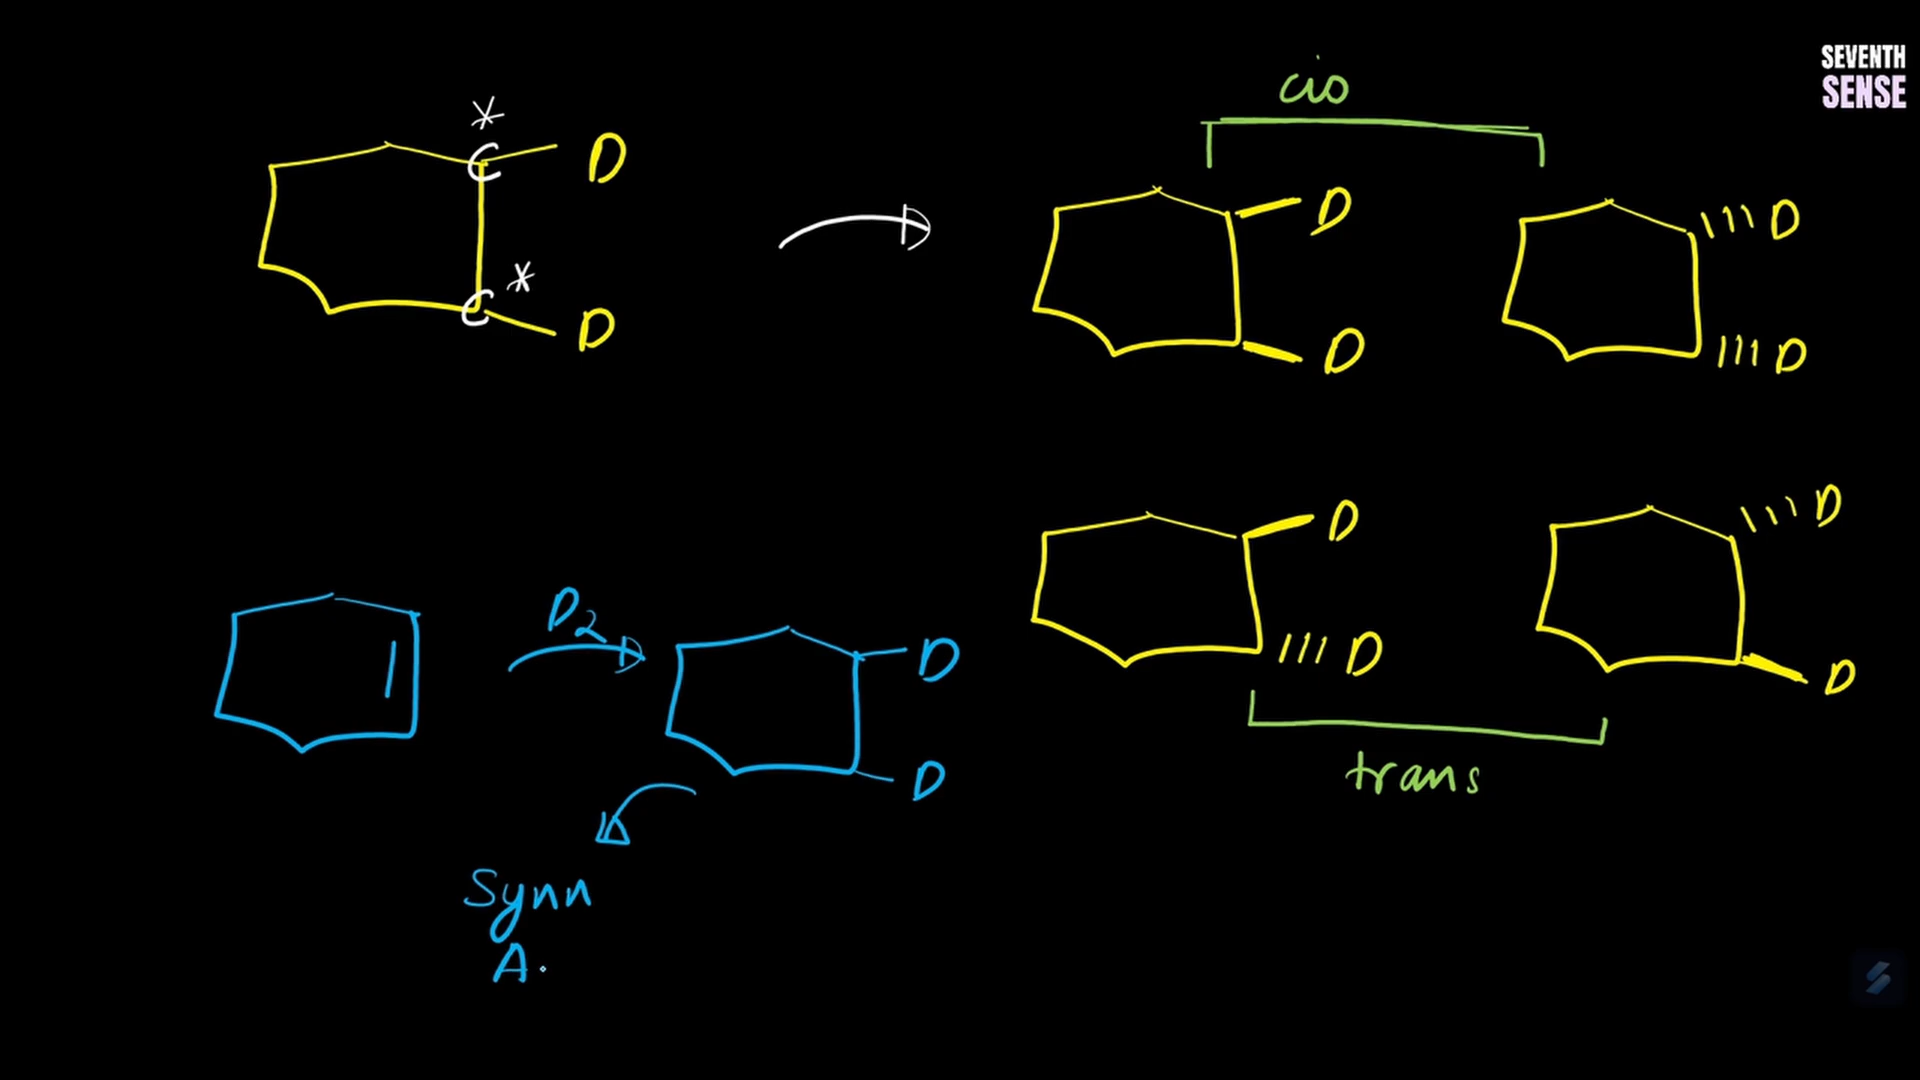 SEVENTH
SENSE
cis
*
C D
* C D
D
D
|||D
|||D
D
|||D
|||D
D
trans
D2
D
D
Synn
A.